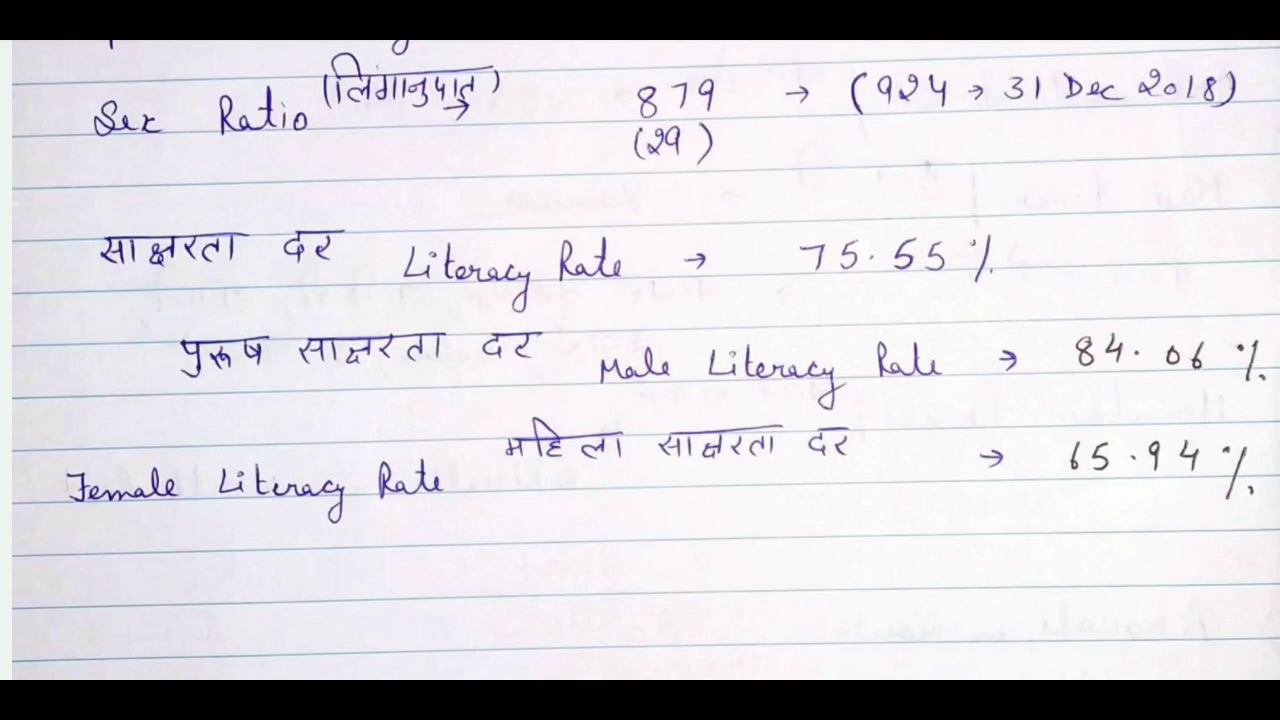 Sex Ratio (लिंगानुपात) → 879 → (924 → 31 Dec 2018)
(29)
साक्षरता दर Literacy Rate → 75.55%
पुरूष साक्षरता दर Male Literacy Rate → 84.06%
महिला साक्षरता दर → 65.94%
Female Literacy Rate